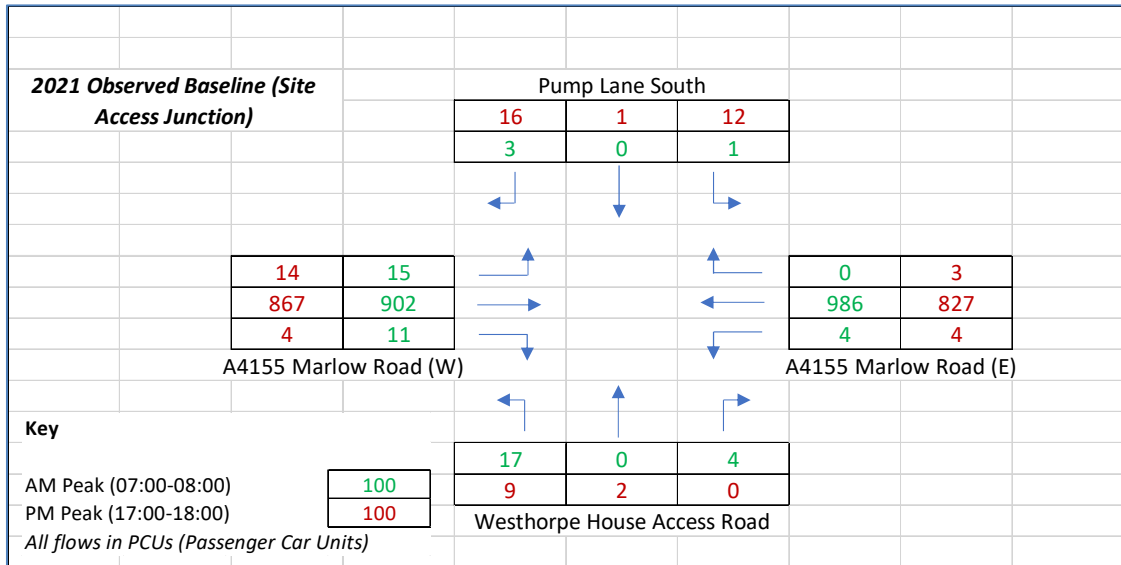 2021 Observed Baseline (Site
Access Junction)
Pump Lane South
16 1 12
3 0 1
14 15
867 902
4 11
A4155 Marlow Road (W)
0 3
986 827
4 4
A4155 Marlow Road (E)
17 0 4
9 2 0
Westhorpe House Access Road
Key
AM Peak (07:00-08:00) 100
PM Peak (17:00-18:00) 100
All flows in PCUs (Passenger Car Units)